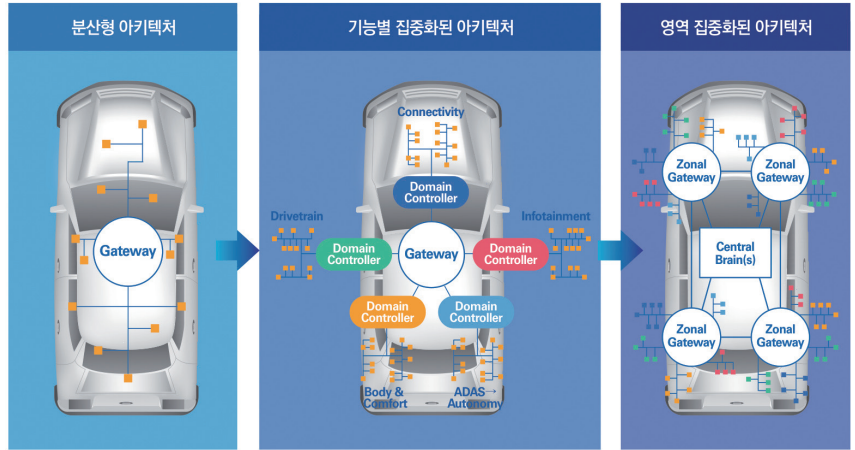 분산형 아키텍처
Gateway
기능별 집중화된 아키텍처
Connectivity
Domain
Controller
Drivetrain
Domain
Controller
Gateway
Infotainment
Domain
Controller
Domain
Controller
Domain
Controller
Body &
Comfort
ADAS→
Autonomy
영역 집중화된 아키텍처
Zonal
Gateway
Zonal
Gateway
Central
Brain(s)
Zonal
Gateway
Zonal
Gateway